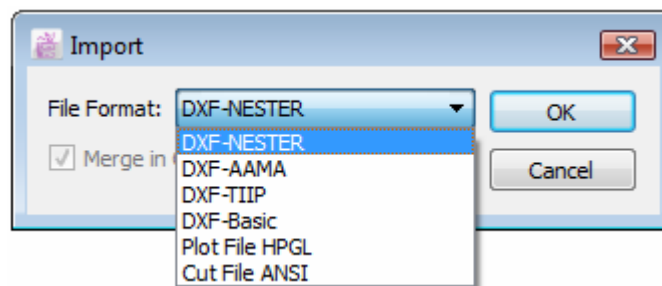 Import
File Format: DXF-NESTER OK
DXF-NESTER
Merge in
DXF-AAMA
Cancel
DXF-TIIP
DXF-Basic
Plot File HPGL
Cut File ANSI